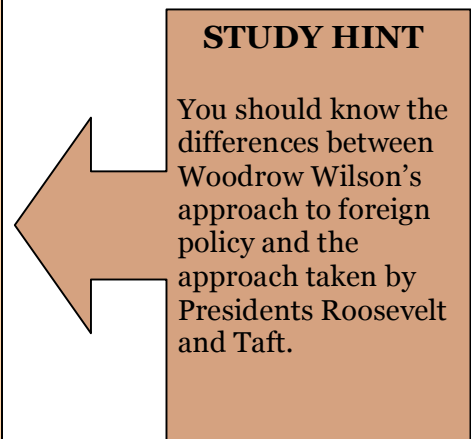 STUDY HINT
You should know the
differences between
Woodrow Wilson’s
approach to foreign
policy and the
approach taken by
Presidents Roosevelt
and Taft.